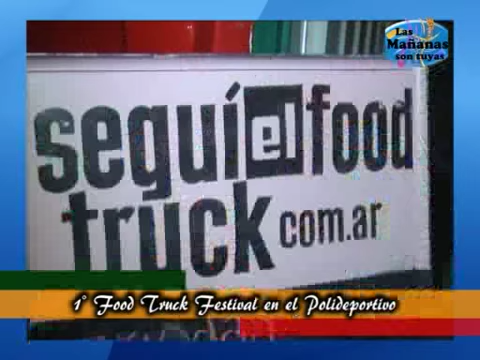 Las
Mañanas
son tuyas
seguí el food
truck com.ar
1° Food Truck Festival en el Polideportivo